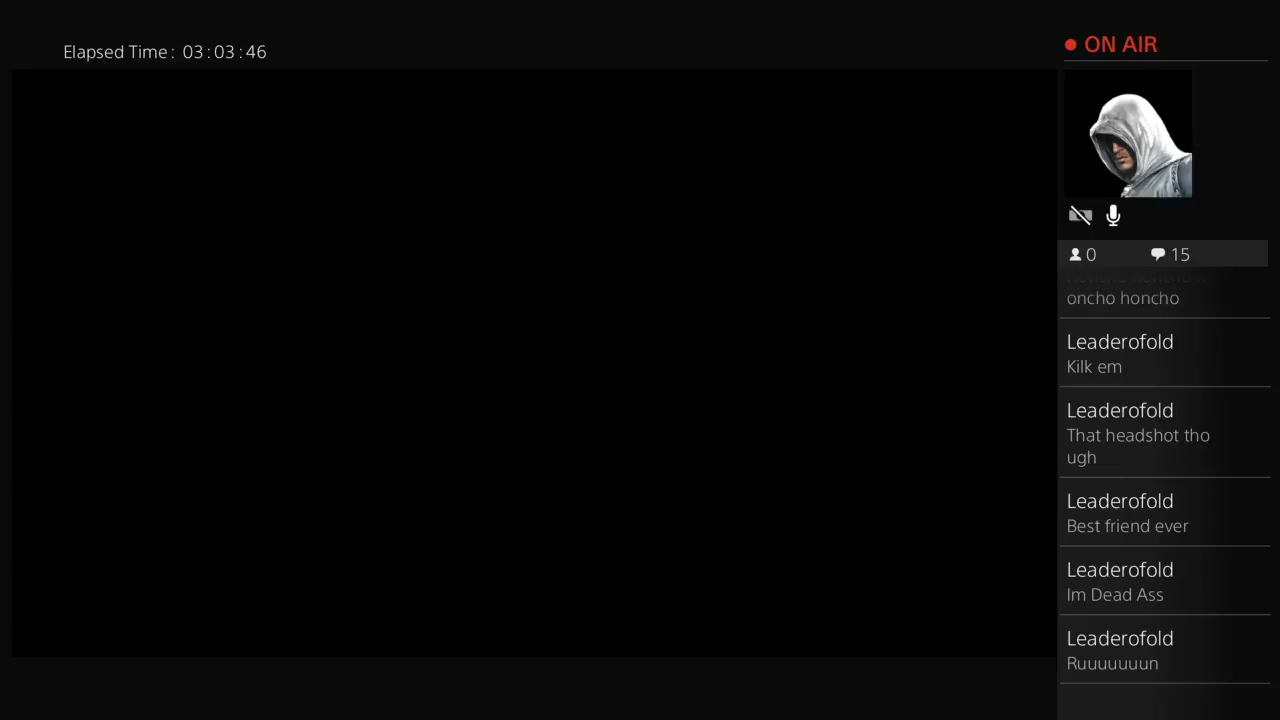 Elapsed Time: 03:03:46
ON AIR
0 15
oncho honcho
Leaderofold
Kilk em
Leaderofold
That headshot tho
ugh
Leaderofold
Best friend ever
Leaderofold
Im Dead Ass
Leaderofold
Ruuuuuuun